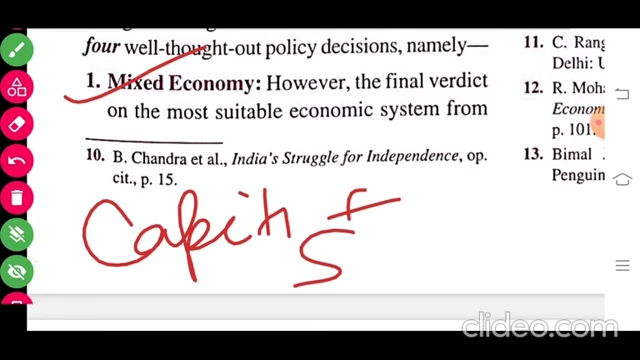 four well-thought-out policy decisions, namely—
1. Mixed Economy: However, the final verdict
on the most suitable economic system from
10. B. Chandra et al., India's Struggle for Independence, op.
cit., p. 15.
11. C. Rang
Delhi: U
12. R. Moha
Econom
p. 101.
13. Bimal
Penguin
+
S
clideo.com